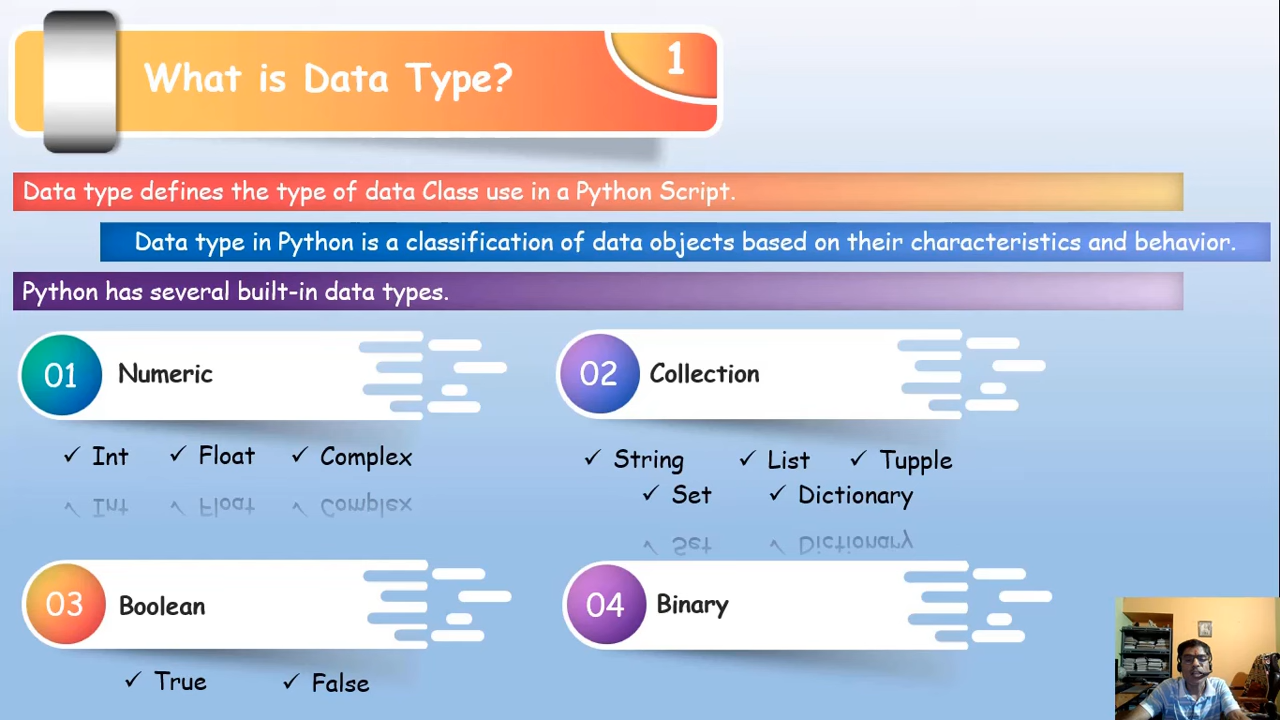 What is Data Type?
1
Data type defines the type of data Class use in a Python Script.
Data type in Python is a classification of data objects based on their characteristics and behavior.
Python has several built-in data types.
01 Numeric
✓ Int ✓ Float ✓ Complex
02 Collection
✓ String ✓ List ✓ Tupple
✓ Set ✓ Dictionary
03 Boolean
✓ True ✓ False
04 Binary